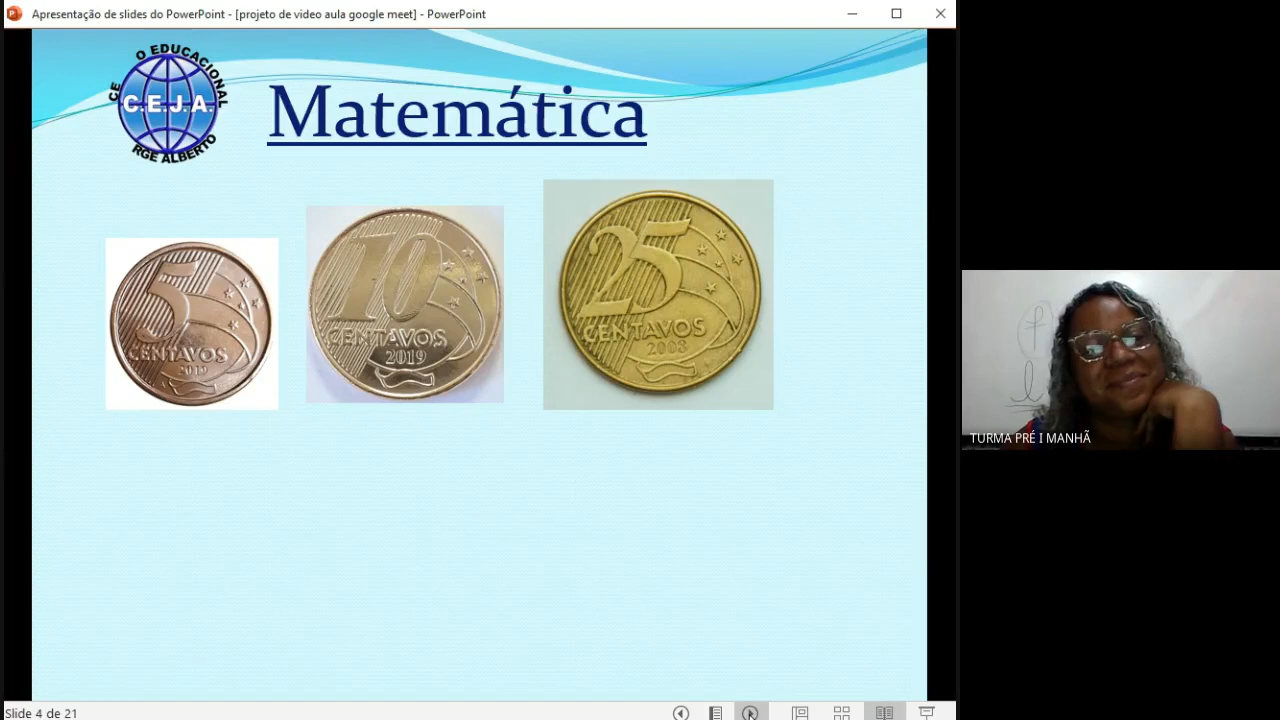 Apresentação de slides do PowerPoint - [projeto de video aula google meet] - PowerPoint
O EDUCACIONAL
CE
C.E.J.A.
RGE ALBERTO
Matemática
5
CENTAVOS
2019
10
CENTAVOS
2019
25
CENTAVOS
2008
l
TURMA PRÉ I MANHÃ
Slide 4 de 21